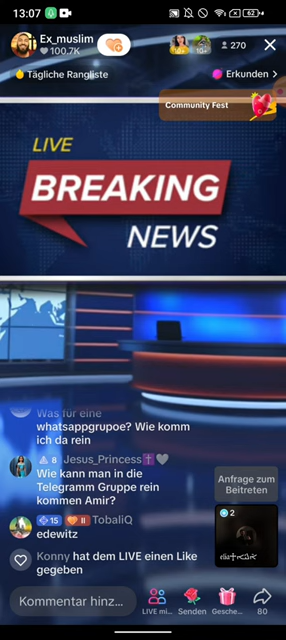 13:07
62
Ex_muslim
100.7K
10+
270
Tägliche Rangliste
Erkunden
Community Fest
LIVE
BREAKING
NEWS
Was für eine
whatsappgrupoe? Wie komm
ich da rein
8 Jesus_Princess
Wie kann man in die
Telegramm Gruppe rein
kommen Amir?
15 II TobaliQ
edewitz
Konny hat dem LIVE einen Like
gegeben
Anfrage zum
Beitreten
2
Kommentar hinz...
LIVE mi...
Senden
Gesche...
80